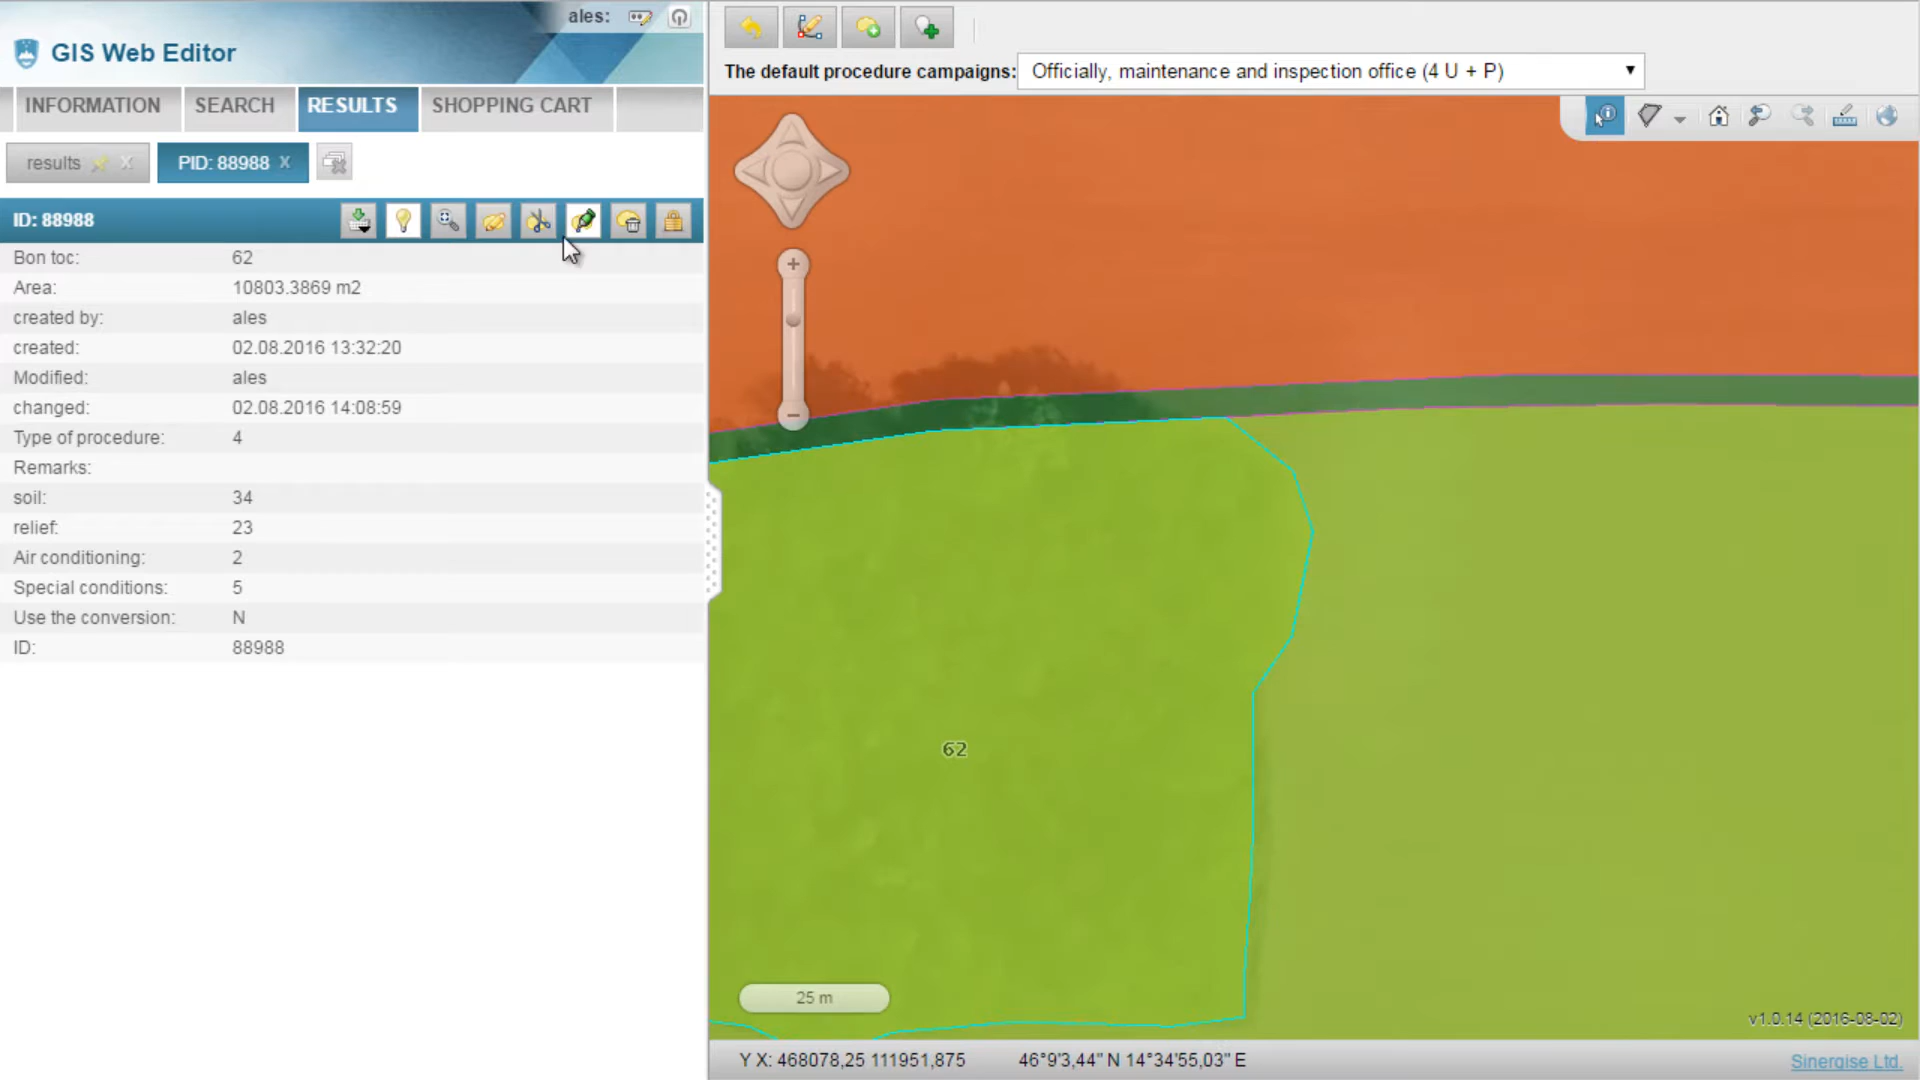 ales:
GIS Web Editor
INFORMATION SEARCH RESULTS SHOPPING CART
results x PID: 88988 x
ID: 88988
Bon toc: 62
Area: 10803.3869 m2
created by: ales
created: 02.08.2016 13:32:20
Modified: ales
changed: 02.08.2016 14:08:59
Type of procedure: 4
Remarks:
soil: 34
relief: 23
Air conditioning: 2
Special conditions: 5
Use the conversion: N
ID: 88988
The default procedure campaigns: Officially, maintenance and inspection office (4 U + P)
62
25 m
v1.0.14 (2016-08-02)
Y X: 468078,25 111951,875 46°9'3,44'' N 14°34'55,03'' E
Sinergise Ltd.